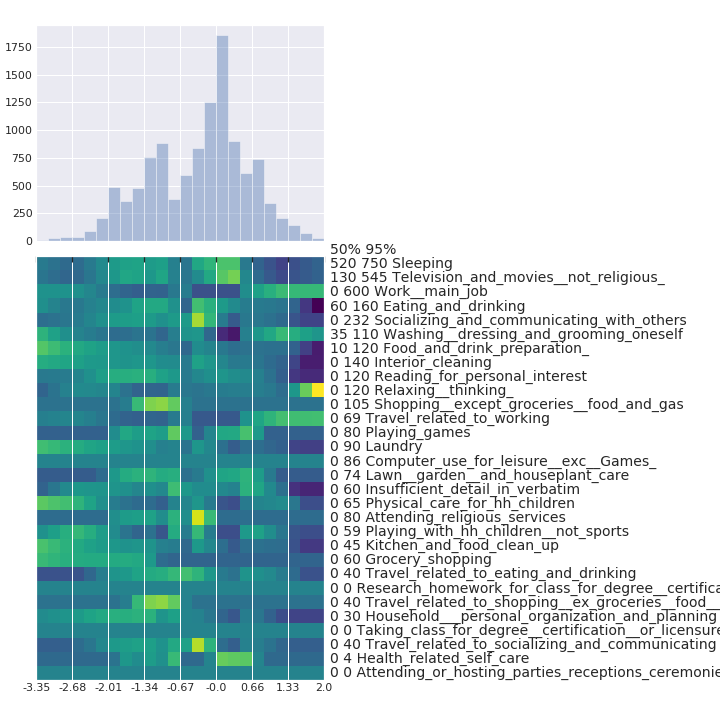 1750
1500
1250
1000
750
500
250
0
50% 95%
520 750 Sleeping
130 545 Television_and_movies__not_religious_
0 600 Work__main_job
60 160 Eating_and_drinking
0 232 Socializing_and_communicating_with_others
35 110 Washing__dressing_and_grooming_oneself
10 120 Food_and_drink_preparation_
0 140 Interior_cleaning
0 120 Reading_for_personal_interest
0 120 Relaxing__thinking_
0 105 Shopping__except_groceries__food_and_gas
0 69 Travel_related_to_working
0 80 Playing_games
0 90 Laundry
0 86 Computer_use_for_leisure__exc__Games_
0 74 Lawn__garden__and_houseplant_care
0 60 Insufficient_detail_in_verbatim
0 65 Physical_care_for_hh_children
0 80 Attending_religious_services
0 59 Playing_with_hh_children__not_sports
0 45 Kitchen_and_food_clean_up
0 60 Grocery_shopping
0 40 Travel_related_to_eating_and_drinking
0 0 Research_homework_for_class_for_degree__certifica
0 40 Travel_related_to_shopping__ex_groceries__food__
0 30 Household___personal_organization_and_planning
0 0 Taking_class_for_degree__certification__or_licensure
0 40 Travel_related_to_socializing_and_communicating
0 4 Health_related_self_care
0 0 Attending_or_hosting_parties_receptions_ceremonie
-3.35 -2.68 -2.01 -1.34 -0.67 -0.0 0.66 1.33 2.0